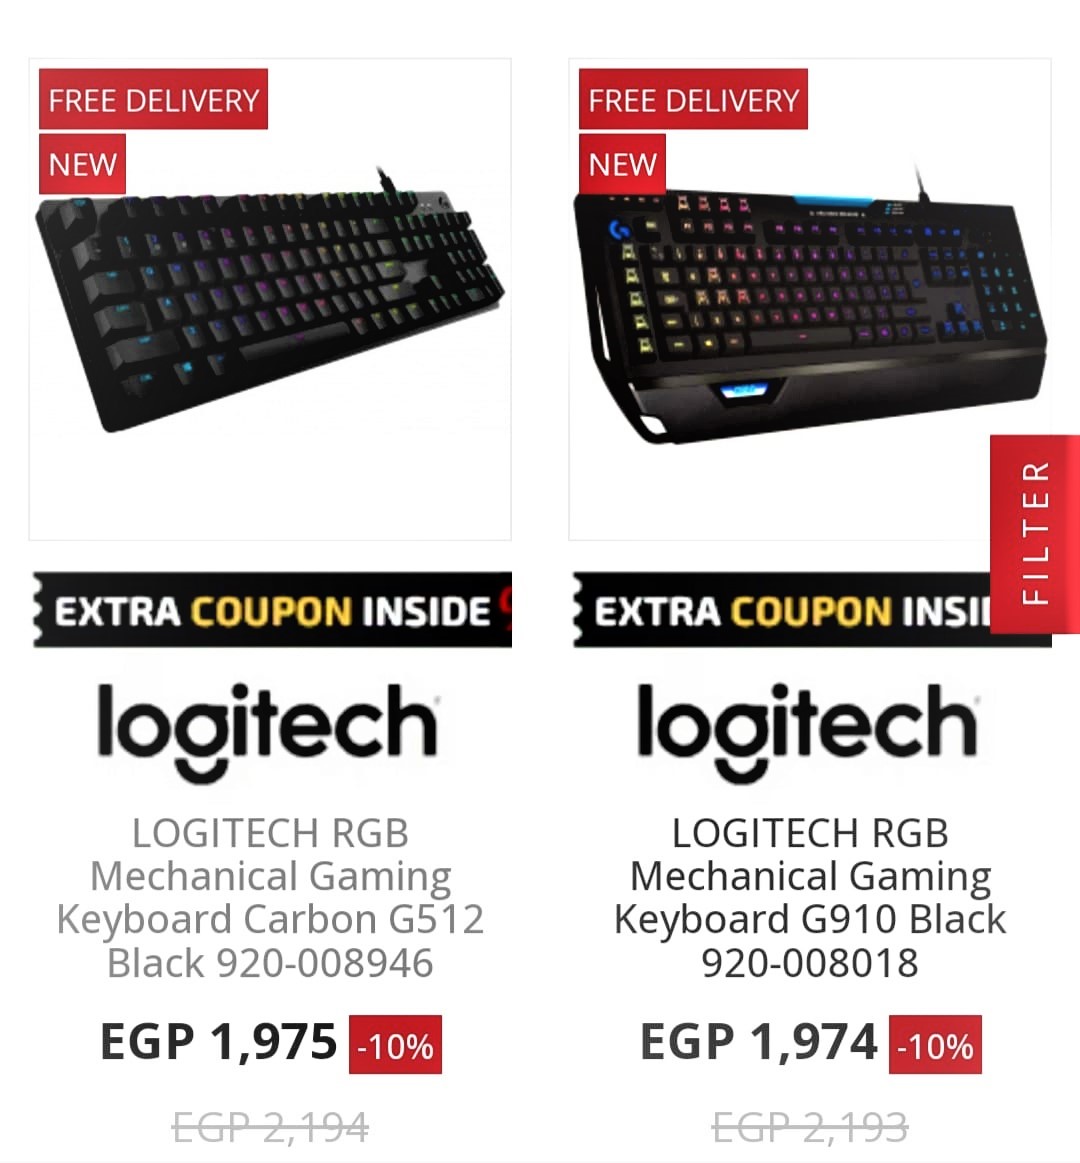 FREE DELIVERY
NEW
EXTRA COUPON INSIDE
logitech
LOGITECH RGB
Mechanical Gaming
Keyboard Carbon G512
Black 920-008946
EGP 1,975 -10%
EGP 2,194
FREE DELIVERY
NEW
EXTRA COUPON
logitech
LOGITECH RGB
Mechanical Gaming
Keyboard G910 Black
920-008018
EGP 1,974 -10%
EGP 2,193
FILTER